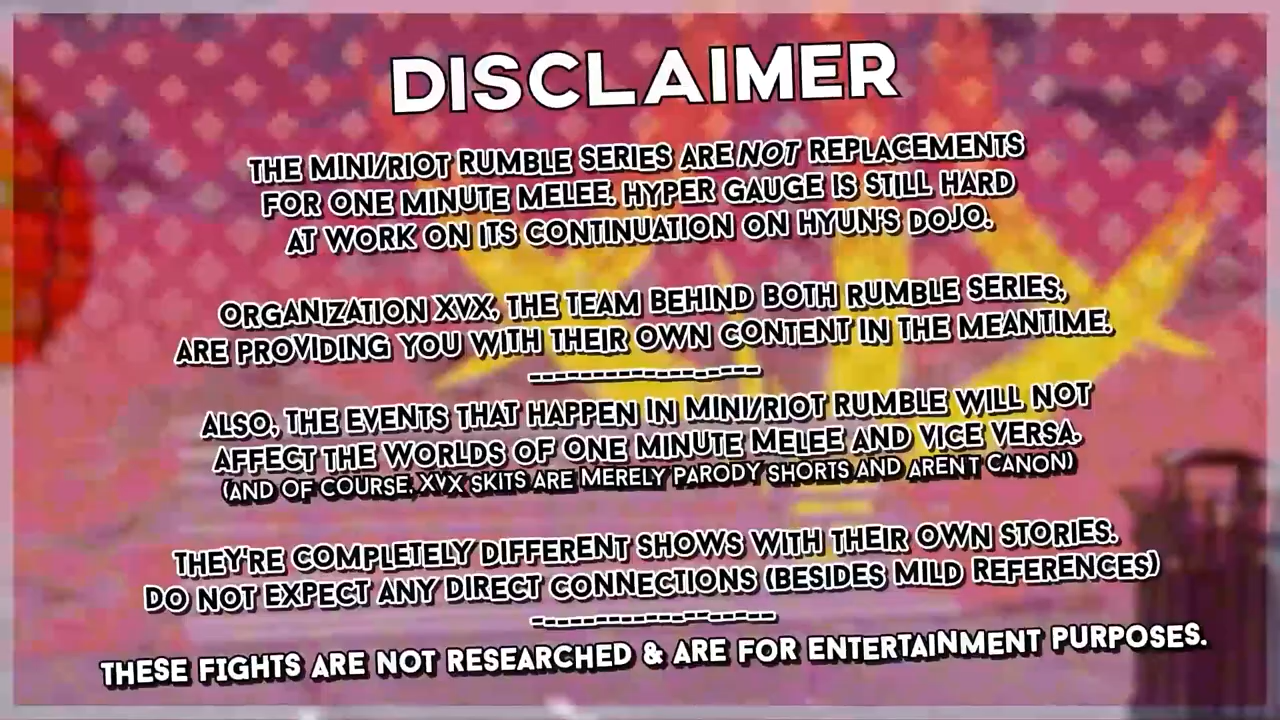 DISCLAIMER
THE MINI/RIOT RUMBLE SERIES ARE NOT REPLACEMENTS
FOR ONE MINUTE MELEE. HYPER GAUGE IS STILL HARD
AT WORK ON ITS CONTINUATION ON HYUN'S DOJO.
ORGANIZATION XVX, THE TEAM BEHIND BOTH RUMBLE SERIES,
ARE PROVIDING YOU WITH THEIR OWN CONTENT IN THE MEANTIME.
----------------
ALSO, THE EVENTS THAT HAPPEN IN MINI/RIOT RUMBLE WILL NOT
AFFECT THE WORLDS OF ONE MINUTE MELEE AND VICE VERSA.
(AND OF COURSE, XVX SKITS ARE MERELY PARODY SHORTS AND AREN'T CANON)
THEY'RE COMPLETELY DIFFERENT SHOWS WITH THEIR OWN STORIES.
DO NOT EXPECT ANY DIRECT CONNECTIONS (BESIDES MILD REFERENCES)
-----------------
THESE FIGHTS ARE NOT RESEARCHED & ARE FOR ENTERTAINMENT PURPOSES.